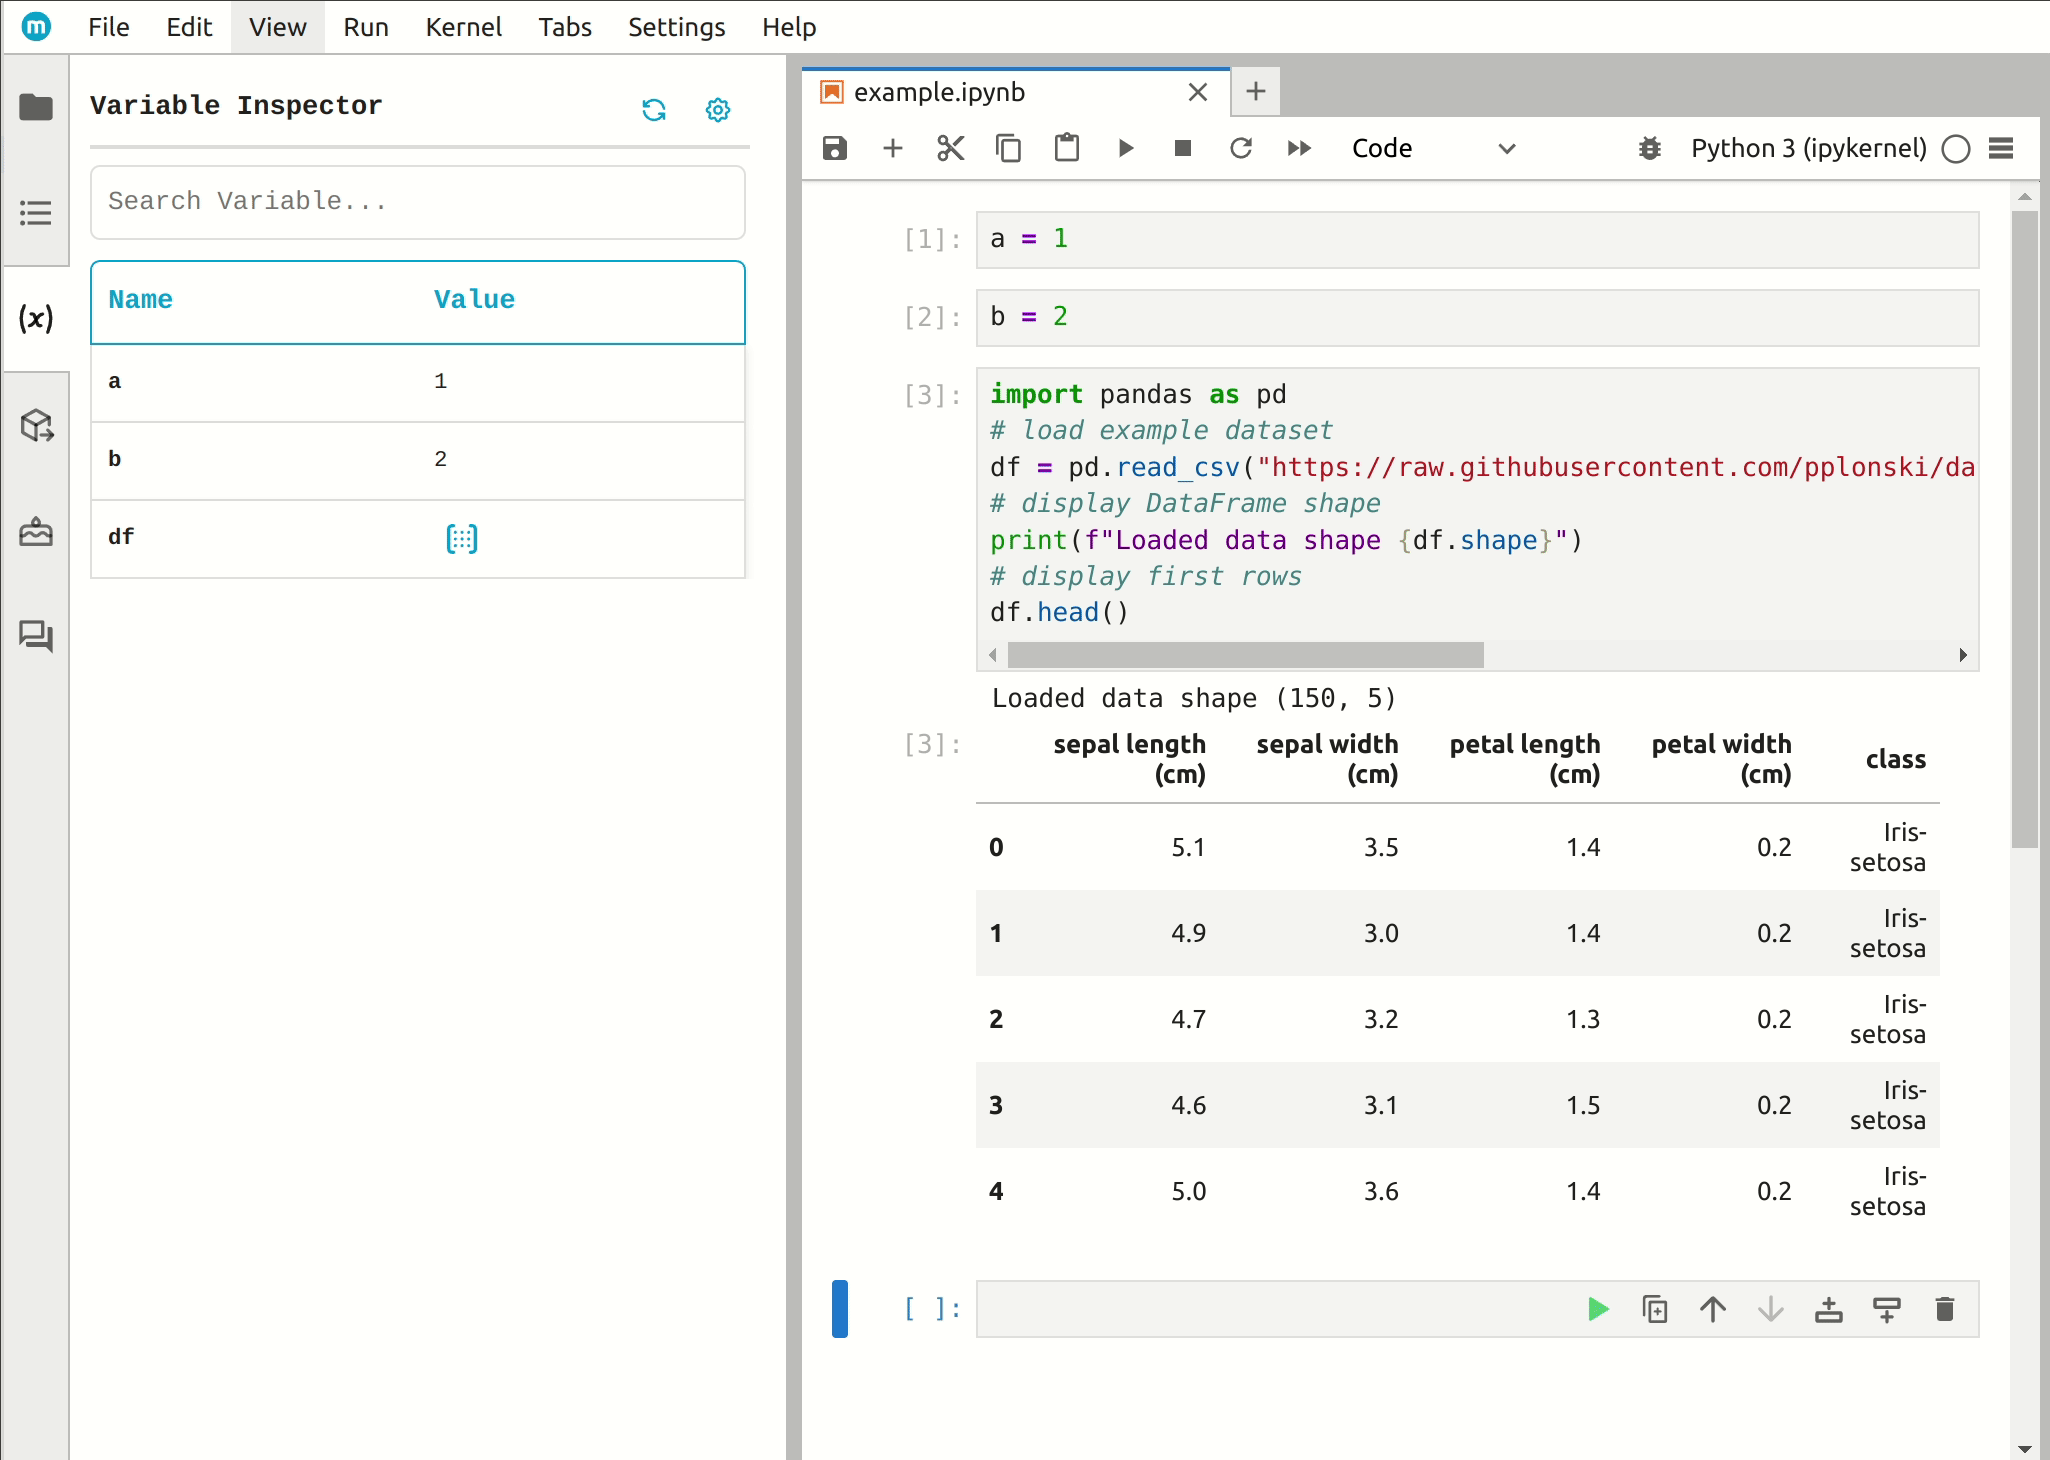 m File Edit View Run Kernel Tabs Settings Help
Variable Inspector
Search Variable...
Name Value
a 1
b 2
df
(x)
example.ipynb
Code
Python 3 (ipykernel)
[1]: a = 1
[2]: b = 2
[3]: import pandas as pd
# load example dataset
df = pd.read_csv("https://raw.githubusercontent.com/pplonski/da
# display DataFrame shape
print(f"Loaded data shape {df.shape}")
# display first rows
df.head()
Loaded data shape (150, 5)
[3]: sepal length (cm) sepal width (cm) petal length (cm) petal width (cm) class
0 5.1 3.5 1.4 0.2 Iris-setosa
1 4.9 3.0 1.4 0.2 Iris-setosa
2 4.7 3.2 1.3 0.2 Iris-setosa
3 4.6 3.1 1.5 0.2 Iris-setosa
4 5.0 3.6 1.4 0.2 Iris-setosa
[ ]: